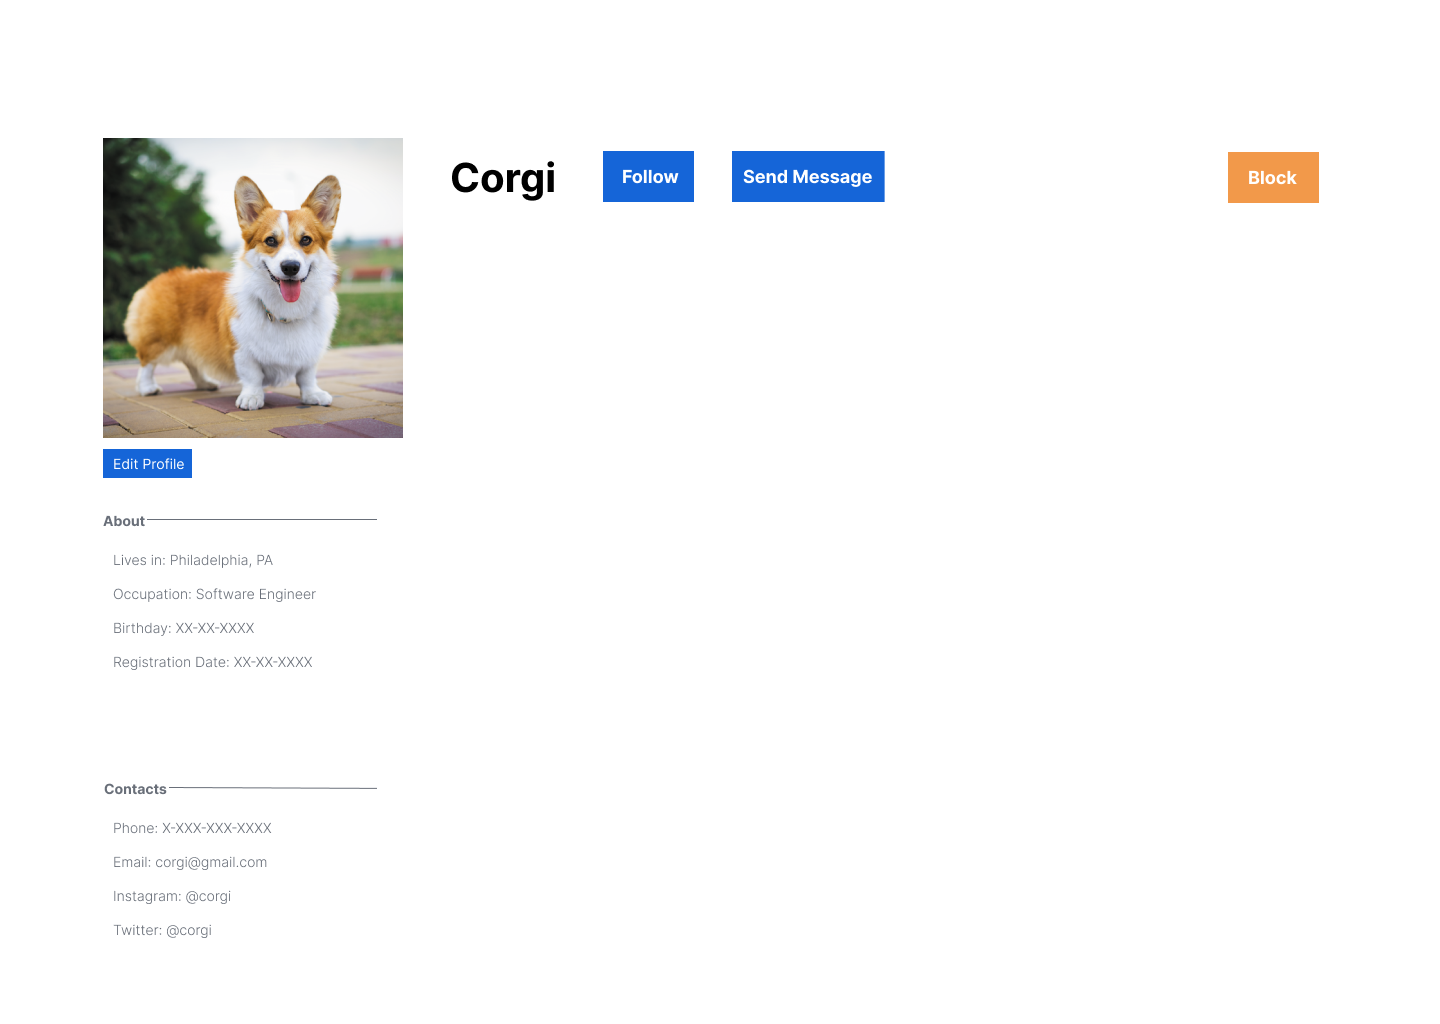 Corgi
Follow
Send Message
Block
Edit Profile
About
Lives in: Philadelphia, PA
Occupation: Software Engineer
Birthday: XX-XX-XXXX
Registration Date: XX-XX-XXXX
Contacts
Phone: X-XXX-XXX-XXXX
Email: corgi@gmail.com
Instagram: @corgi
Twitter: @corgi